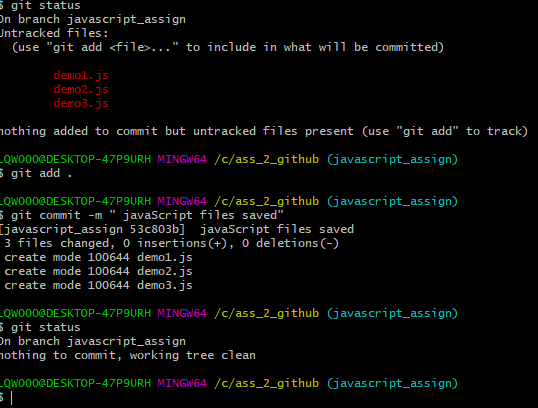 $ git status
On branch javascript_assign
Untracked files:
(use "git add <file>..." to include in what will be committed)
demo1.js
demo2.js
demo3.js
nothing added to commit but untracked files present (use "git add" to track)
LQWOOO@DESKTOP-47P9URH MINGW64 /c/ass_2_github (javascript_assign)
$ git add .
LQWOOO@DESKTOP-47P9URH MINGW64 /c/ass_2_github (javascript_assign)
$ git commit -m " javaScript files saved"
[javascript_assign 53c803b]  javaScript files saved
3 files changed, 0 insertions(+), 0 deletions(-)
create mode 100644 demo1.js
create mode 100644 demo2.js
create mode 100644 demo3.js
LQWOOO@DESKTOP-47P9URH MINGW64 /c/ass_2_github (javascript_assign)
$ git status
On branch javascript_assign
nothing to commit, working tree clean
LQWOOO@DESKTOP-47P9URH MINGW64 /c/ass_2_github (javascript_assign)
$